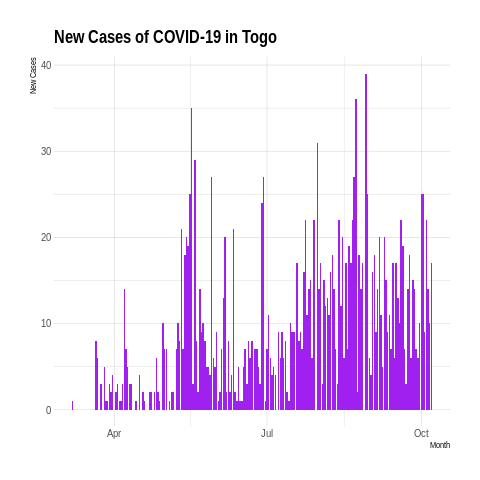 New Cases of COVID-19 in Togo
New Cases
40
30
20
10
0
Apr
Jul
Oct
Month